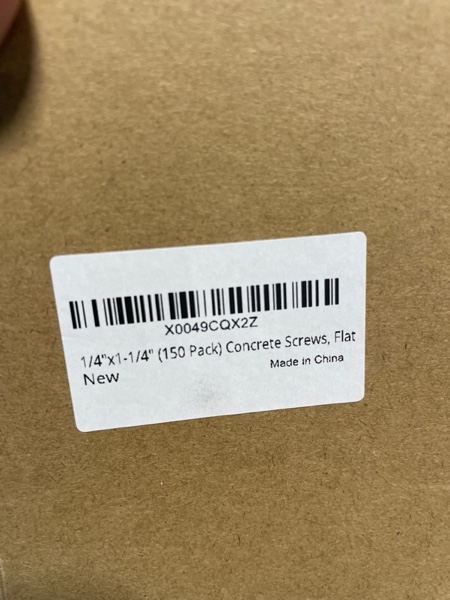 X0049CQX2Z
1/4"x1-1/4" (150 Pack) Concrete Screws, Flat
New
Made in China